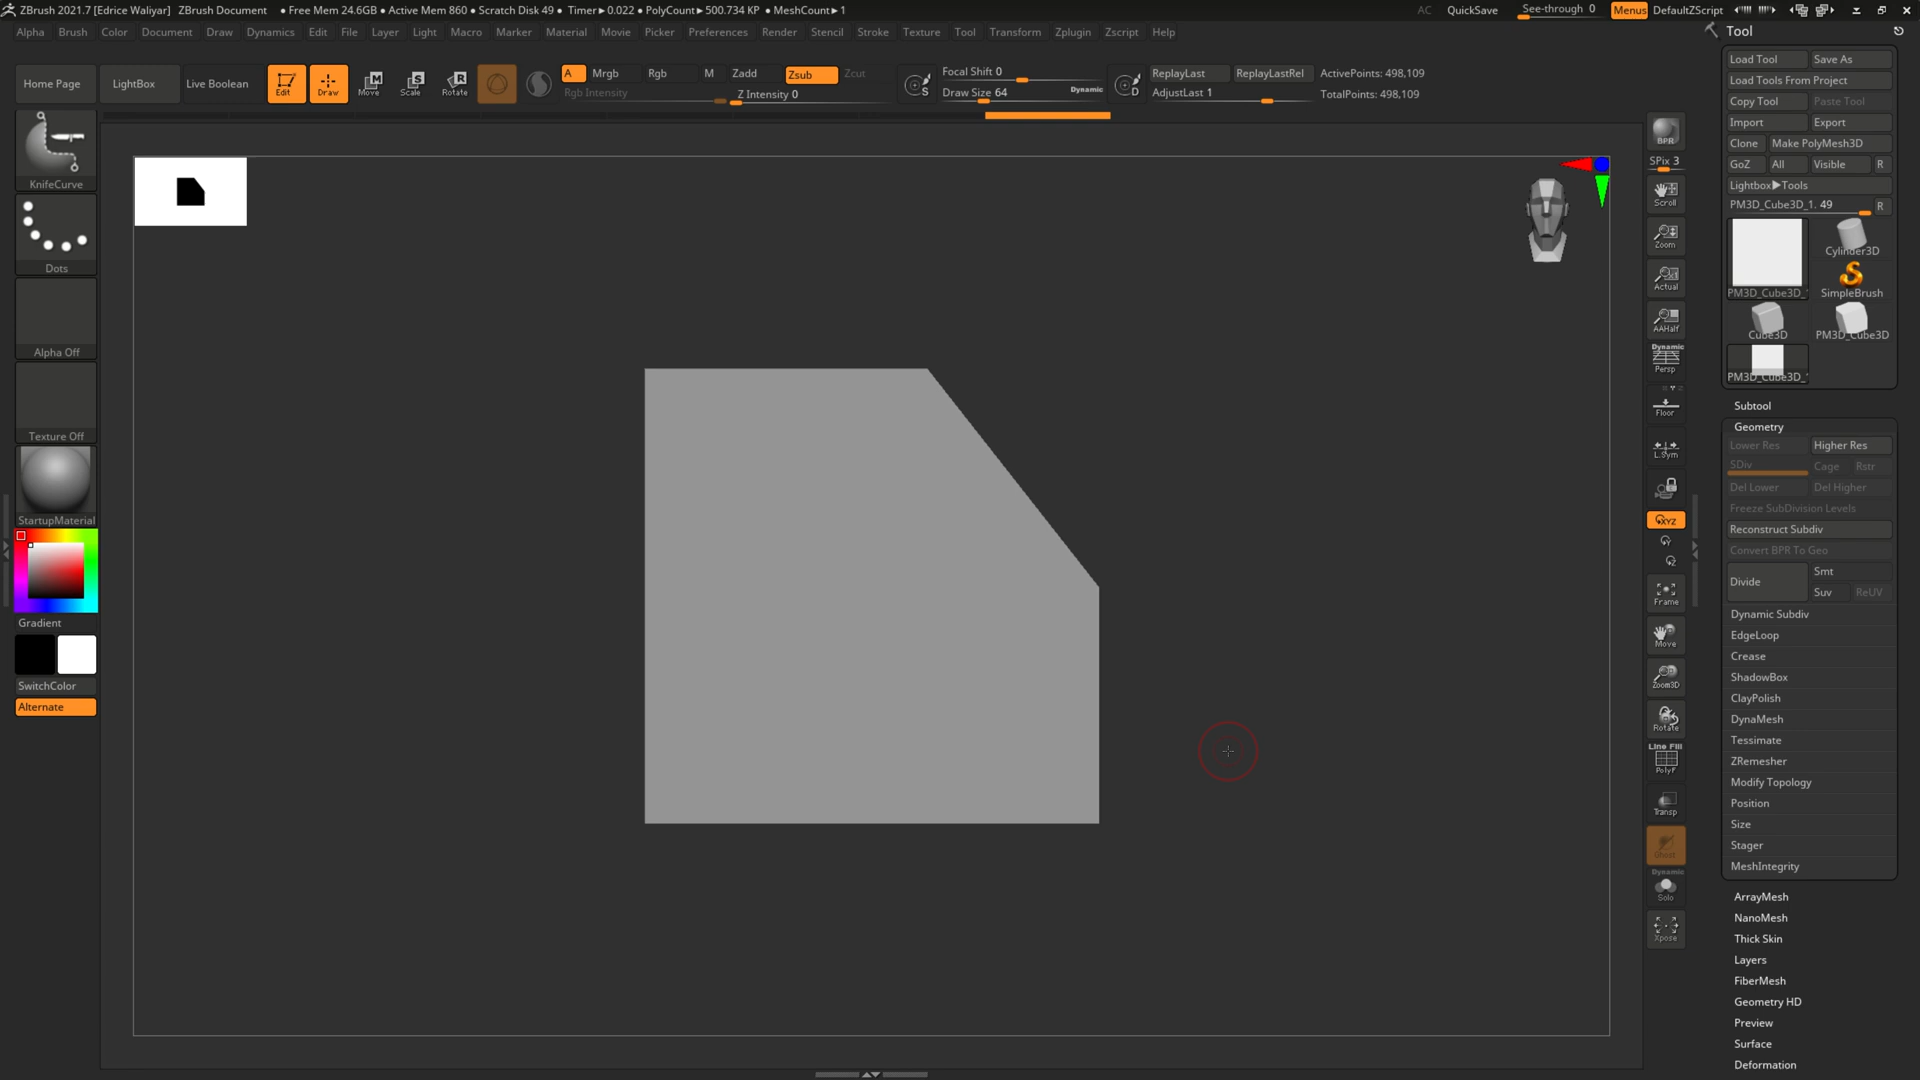 ZBrush 2021.7 [Edrice Waliyar] ZBrush Document • Free Mem 24.6GB • Active Mem 860 • Scratch Disk 49 • Timer▸0.022 • PolyCount▸500.734 KP • MeshCount▸1 AC QuickSave See-through 0 Menus DefaultZScript
Alpha Brush Color Document Draw Dynamics Edit File Layer Light Macro Marker Material Movie Picker Preferences Render Stencil Stroke Texture Tool Transform Zplugin Zscript Help
Home Page LightBox Live Boolean Edit Draw Move Scale Rotate
A Mrgb Rgb M Zadd Zsub Zcut
Rgb Intensity Z Intensity 0
Focal Shift 0
Draw Size 64 Dynamic
S D
ReplayLast ReplayLastRel ActivePoints: 498,109
AdjustLast 1 TotalPoints: 498,109
KnifeCurve
Dots
Alpha Off
Texture Off
StartupMaterial
Gradient
SwitchColor
Alternate
BPR
SPix 3
Scroll
Zoom
Actual
AAHalf
Dynamic
Persp
Floor
L.Sym
XYZ
Y
Z
Frame
Move
Zoom3D
Rotate
Line Fill
PolyF
Transp
Ghost
Dynamic
Solo
Xpose
Tool
Load Tool Save As
Load Tools From Project
Copy Tool Paste Tool
Import Export
Clone Make PolyMesh3D
GoZ All Visible R
Lightbox▸Tools
PM3D_Cube3D_1. 49 R
PM3D_Cube3D_ Cylinder3D
SimpleBrush
Cube3D PM3D_Cube3D
PM3D_Cube3D_
Subtool
Geometry
Lower Res Higher Res
SDiv Cage Rstr
Del Lower Del Higher
Freeze SubDivision Levels
Reconstruct Subdiv
Convert BPR To Geo
Divide Smt
Suv ReUV
Dynamic Subdiv
EdgeLoop
Crease
ShadowBox
ClayPolish
DynaMesh
Tessimate
ZRemesher
Modify Topology
Position
Size
Stager
MeshIntegrity
ArrayMesh
NanoMesh
Thick Skin
Layers
FiberMesh
Geometry HD
Preview
Surface
Deformation